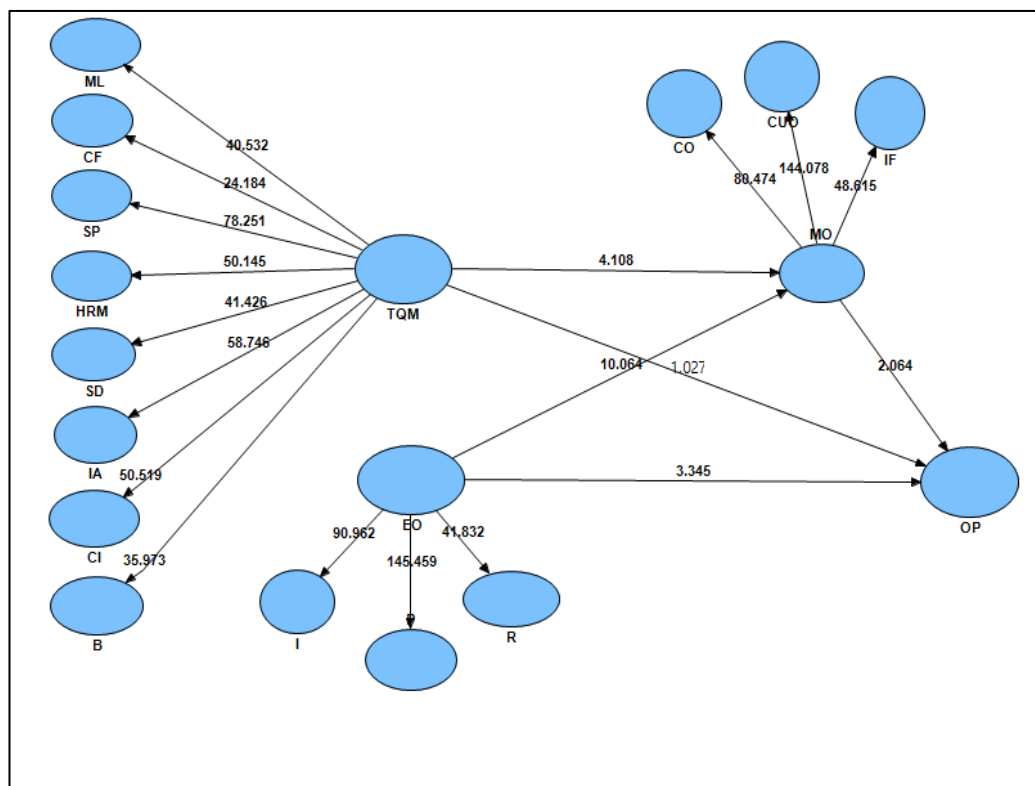 ML
CF
SP
HRM
SD
IA
CI
B
40.532
24.184
78.251
50.145
41.426
58.746
50.519
35.973
TQM
CO
CUO
IF
80.474
144.078
48.615
MO
4.108
10.064
1.027
2.064
3.345
OP
EO
90.962
145.459
41.832
I
R